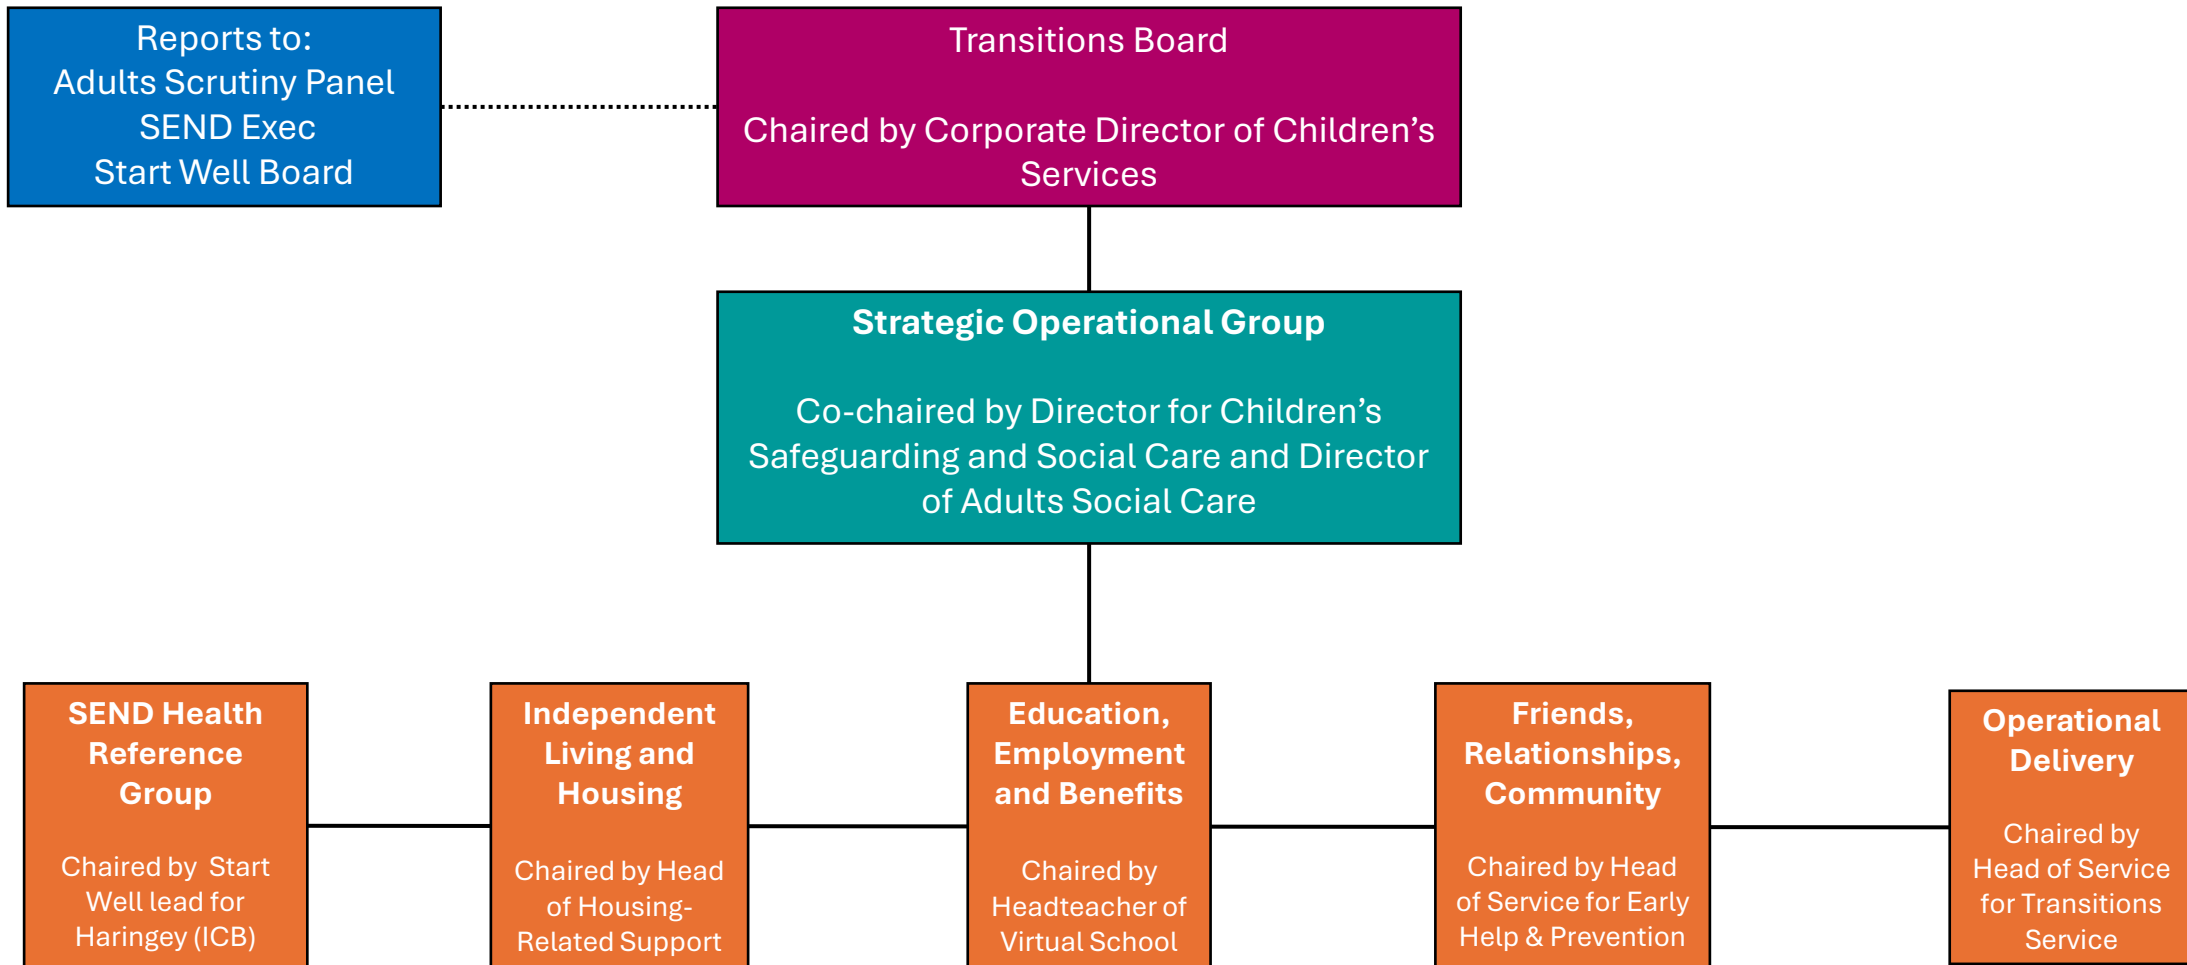 Reports to:
Adults Scrutiny Panel
SEND Exec
Start Well Board
Transitions Board
Chaired by Corporate Director of Children’s
Services
Strategic Operational Group
Co-chaired by Director for Children’s
Safeguarding and Social Care and Director
of Adults Social Care
SEND Health
Reference
Group
Chaired by  Start
Well lead for
Haringey (ICB)
Independent
Living and
Housing
Chaired by Head
of Housing-
Related Support
Education,
Employment
and Benefits
Chaired by
Headteacher of
Virtual School
Friends,
Relationships,
Community
Chaired by Head
of Service for Early
Help & Prevention
Operational
Delivery
Chaired by
Head of Service
for Transitions
Service